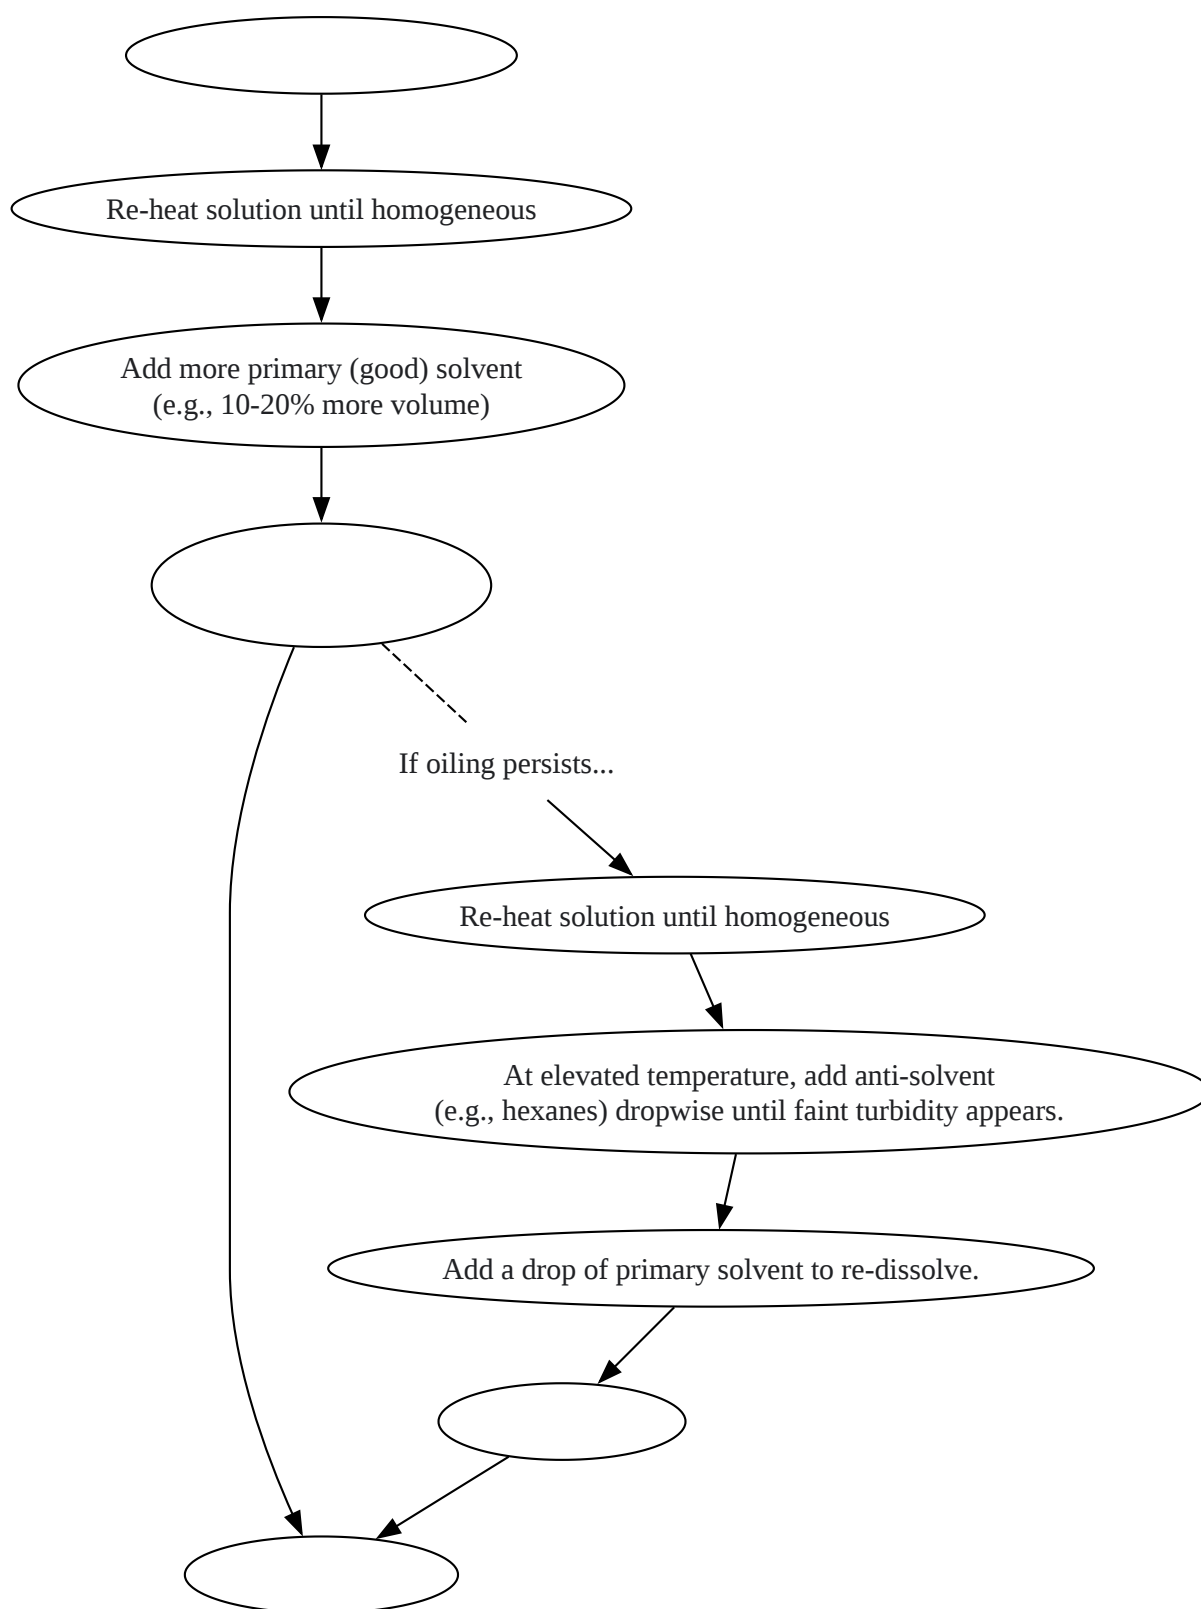 Re-heat solution until homogeneous
Add more primary (good) solvent
(e.g., 10-20% more volume)
If oiling persists...
Re-heat solution until homogeneous
At elevated temperature, add anti-solvent
(e.g., hexanes) dropwise until faint turbidity appears.
Add a drop of primary solvent to re-dissolve.